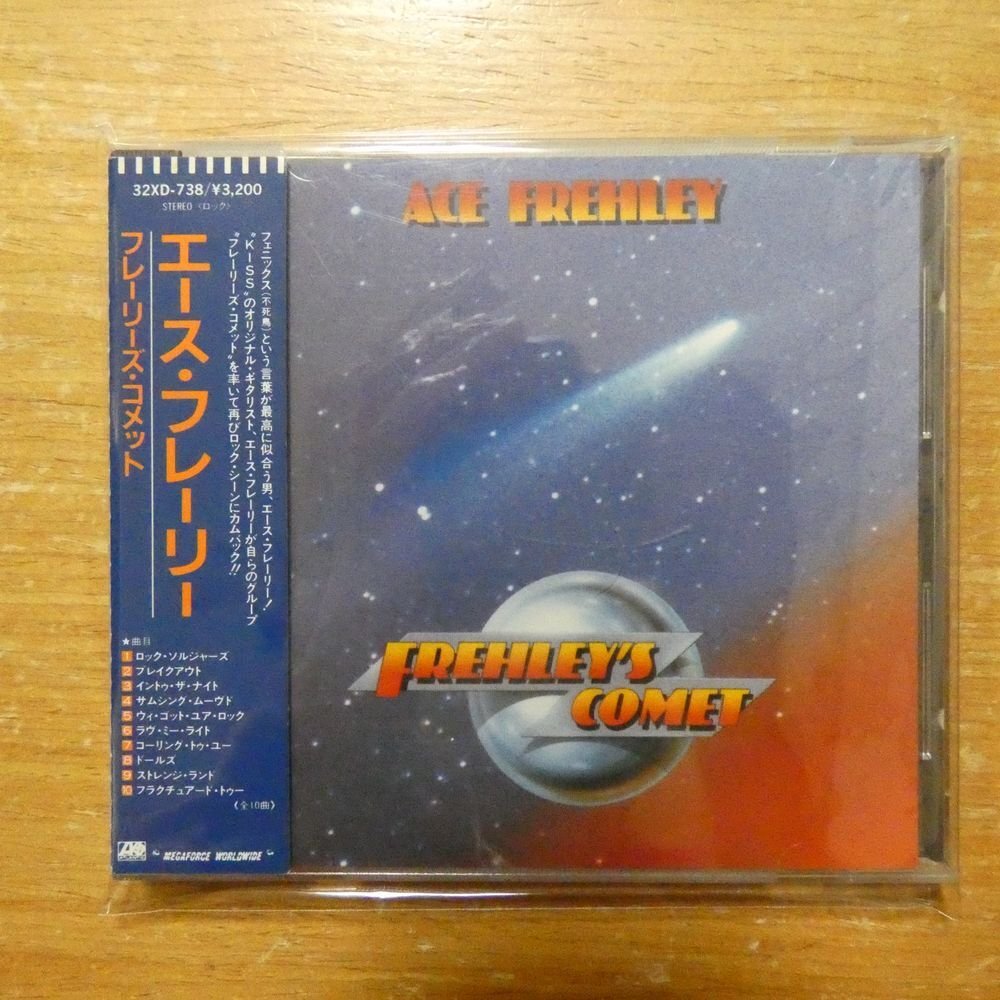 32XD-738/¥3,200
STEREO〈ロック〉
エース・フレーリー
フレーリーズ・コメット
フェニックス(不死鳥)という言葉が最高に似合う男、エース・フレーリー!
"KISS"のオリジナル・ギタリスト、エース・フレーリーが自らのグループ
"フレーリーズ・コメット"を率いて再びロック・シーンにカムバック!!
★曲目
1 ロック・ソルジャーズ
2 ブレイクアウト
3 イントゥ・ザ・ナイト
4 サムシング・ムーヴド
5 ウィ・ゴット・ユア・ロック
6 ラヴ・ミー・ライト
7 コーリング・トゥ・ユー
8 ドールズ
9 ストレンジ・ランド
10 フラクチュアード・トゥー
〈全10曲〉
MEGAFORCE WORLDWIDE
ACE FREHLEY
FREHLEY'S
COMET